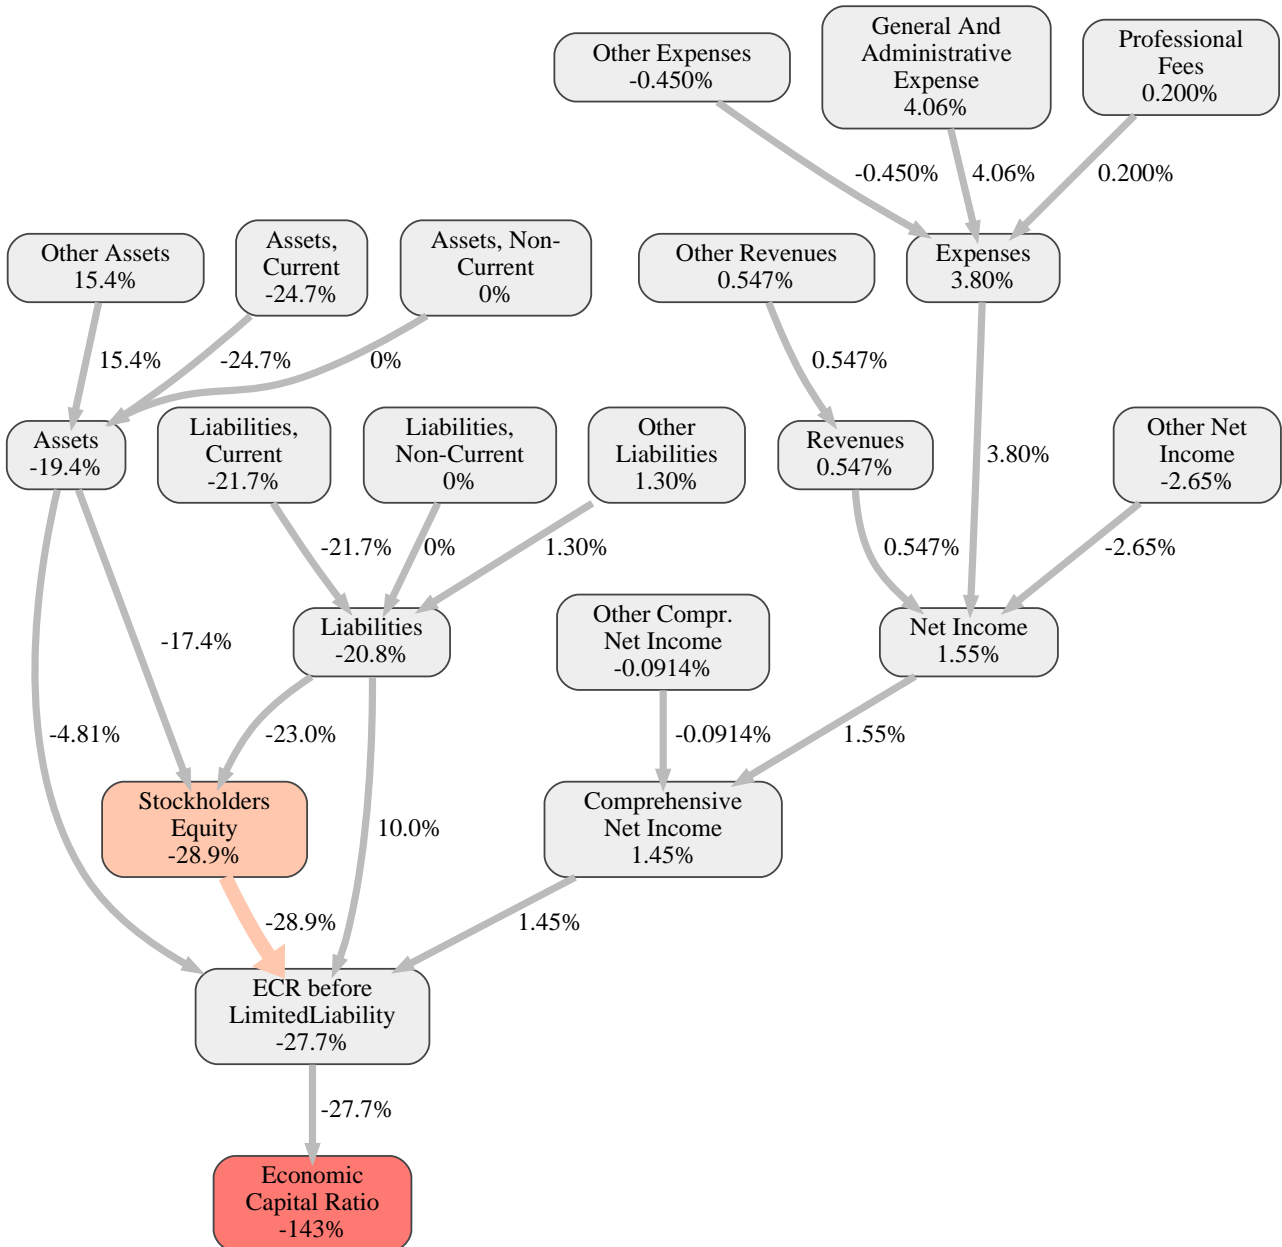 Other Expenses
-0.450%
General And
Administrative
Expense
4.06%
Professional
Fees
0.200%
-0.450%
4.06%
0.200%
Other Assets
15.4%
Assets,
Current
-24.7%
Assets, Non-
Current
0%
Other Revenues
0.547%
Expenses
3.80%
15.4%
-24.7%
0%
0.547%
Assets
-19.4%
Liabilities,
Current
-21.7%
Liabilities,
Non-Current
0%
Other
Liabilities
1.30%
Revenues
0.547%
3.80%
Other Net
Income
-2.65%
-21.7%
0%
1.30%
0.547%
-2.65%
-17.4%
Liabilities
-20.8%
Other Compr.
Net Income
-0.0914%
Net Income
1.55%
-4.81%
-23.0%
-0.0914%
1.55%
Stockholders
Equity
-28.9%
10.0%
Comprehensive
Net Income
1.45%
-28.9%
1.45%
ECR before
LimitedLiability
-27.7%
-27.7%
Economic
Capital Ratio
-143%